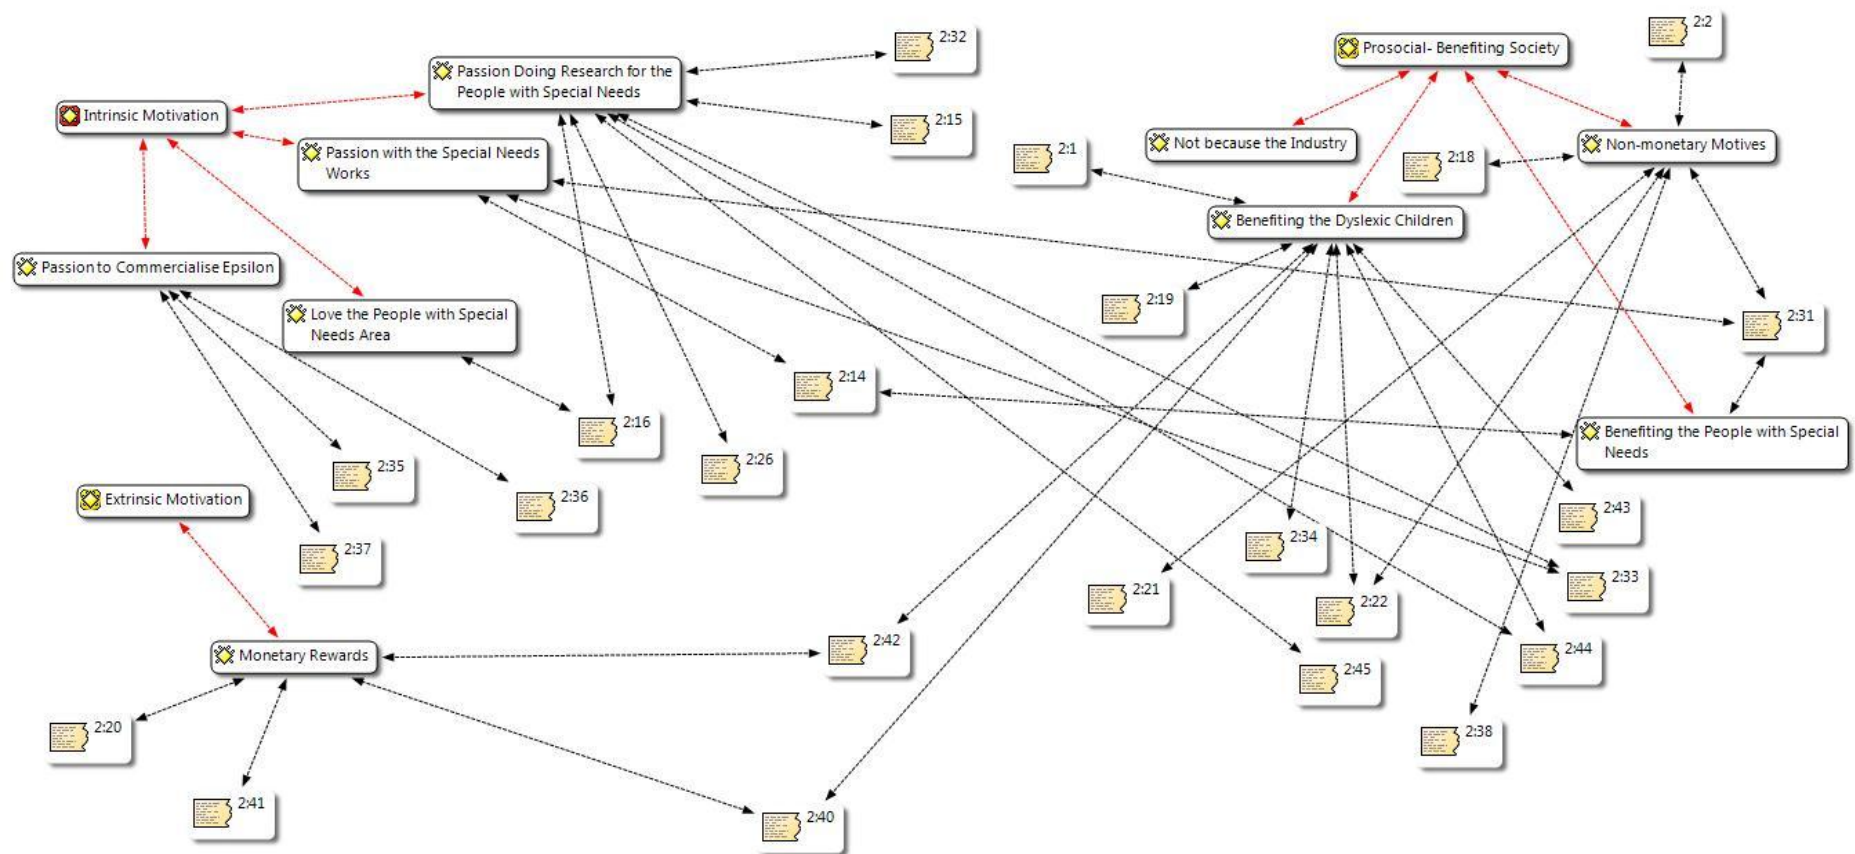 2:2
2:32
Prosocial- Benefiting Society
Passion Doing Research for the
People with Special Needs
Intrinsic Motivation
2:15
Not because the Industry
Non-monetary Motives
Passion with the Special Needs
Works
2:1
2:18
Benefiting the Dyslexic Children
Passion to Commercialise Epsilon
2:19
Love the People with Special
Needs Area
2:31
2:14
2:16
Benefiting the People with Special
Needs
2:26
2:35
2:36
Extrinsic Motivation
2:43
2:34
2:37
2:33
2:21
2:22
2:42
2:44
Monetary Rewards
2:45
2:20
2:38
2:41
2:40